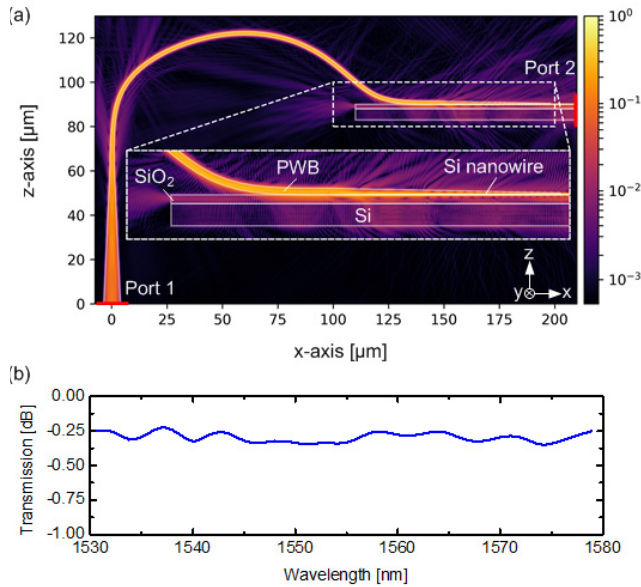 (a)
120
100
80
60
40
20
0
z-axis [µm]
Port 2
PWB
Si nanowire
SiO2
Si
Port 1
z
y
x
0
25
50
75
100
125
150
175
200
x-axis [µm]
10^0
10^-1
10^-2
10^-3
(b)
0.00
-0.25
-0.50
-0.75
-1.00
Transmission [dB]
1530
1540
1550
1560
1570
1580
Wavelength [nm]